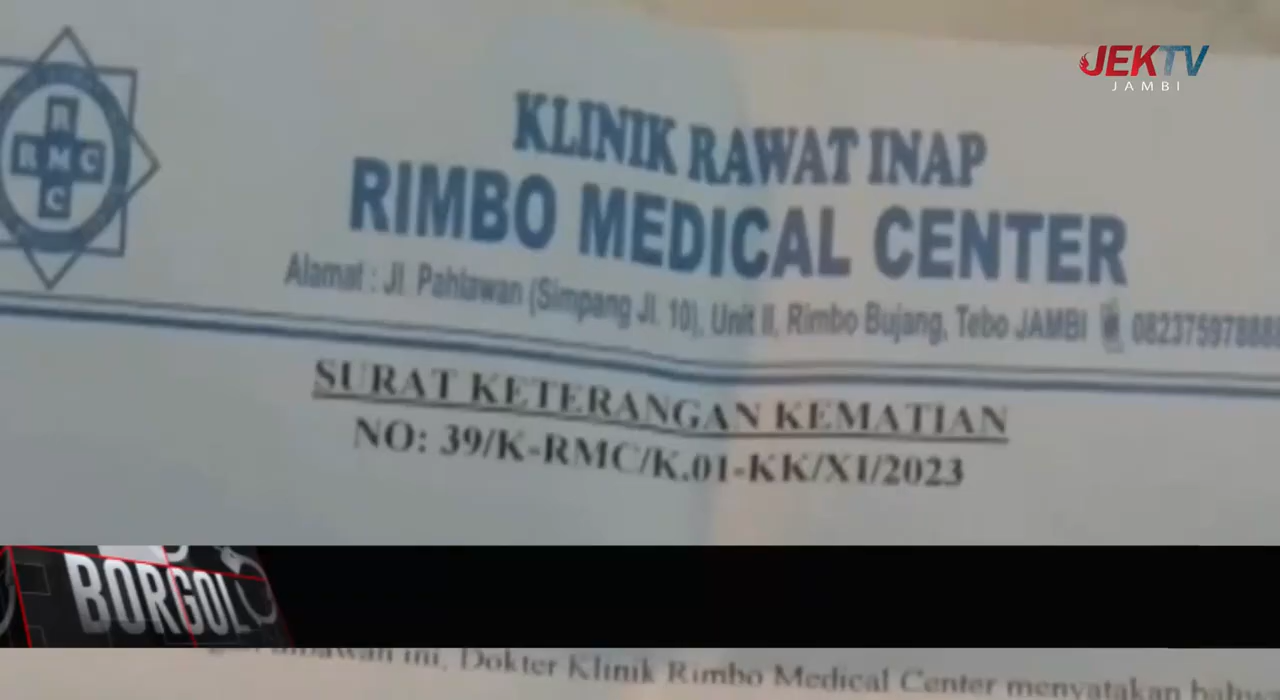 JEKTV
JAMBI
R
RMC
C
KLINIK RAWAT INAP
RIMBO MEDICAL CENTER
Alamat : Jl. Pahlawan (Simpang Jl. 10), Unit II, Rimbo Bujang, Tebo JAMBI
SURAT KETERANGAN KEMATIAN
NO: 39/K-RMC/K.01-KK/XI/2023
BORGOL
ini, Dokter Klinik Rimbo Medical Center menyatakan bahwa